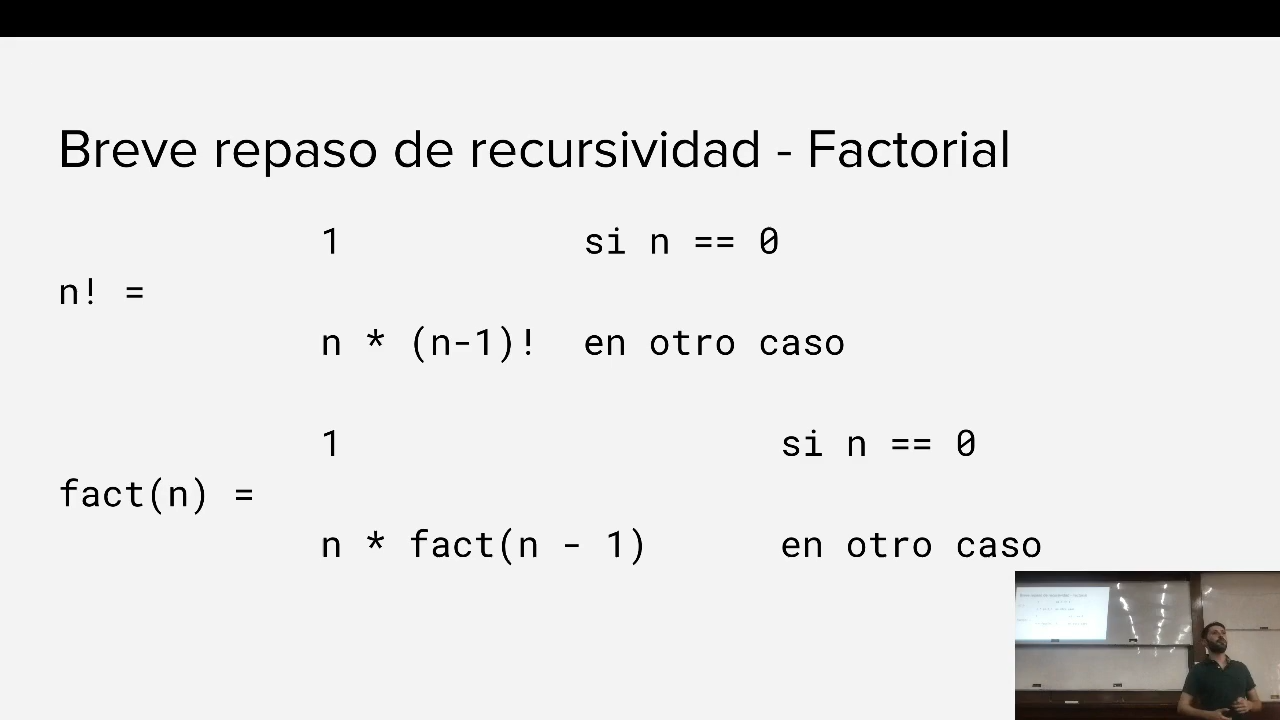 Breve repaso de recursividad - Factorial
1 si n == 0
n! =
n * (n-1)! en otro caso
1 si n == 0
fact(n) =
n * fact(n - 1) en otro caso